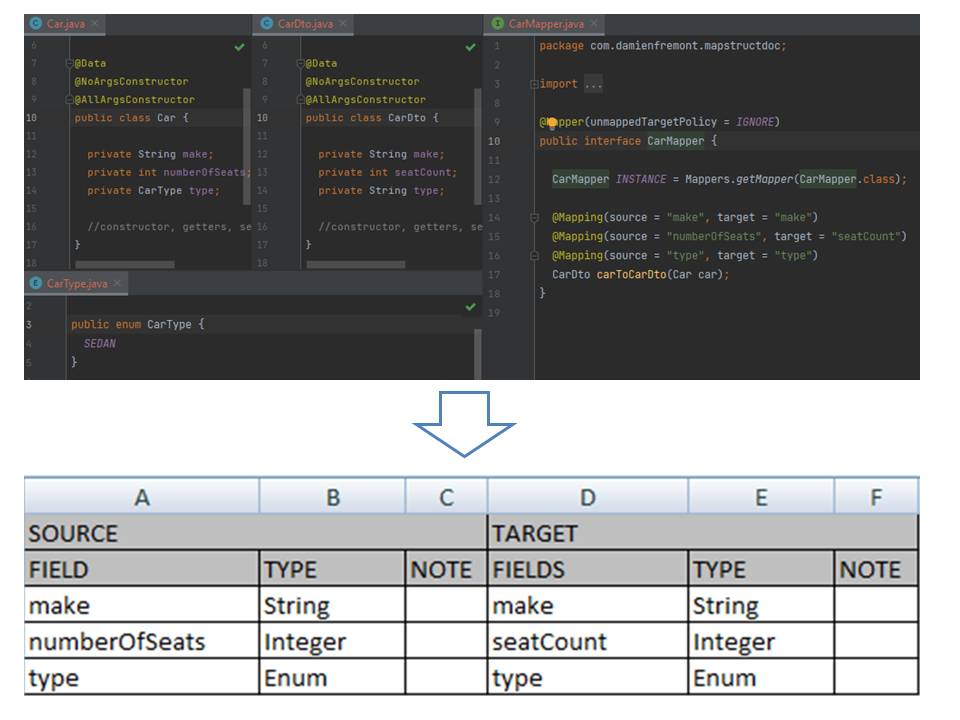 Car.java
6
7 @Data
8 @NoArgsConstructor
9 @AllArgsConstructor
10 public class Car {
11
12 private String make;
13 private int numberOfSeats;
14 private CarType type;
15
16 //constructor, getters, se
17 }
18
CarDto.java
6
7 @Data
8 @NoArgsConstructor
9 @AllArgsConstructor
10 public class CarDto {
11
12 private String make;
13 private int seatCount;
14 private String type;
15
16 //constructor, getters, se
17 }
18
CarType.java
2
3 public enum CarType {
4 SEDAN
5 }
CarMapper.java
1 package com.damienfremont.mapstructdoc;
2
3 import ...
8
9 @Mapper(unmappedTargetPolicy = IGNORE)
10 public interface CarMapper {
11
12 CarMapper INSTANCE = Mappers.getMapper(CarMapper.class);
13
14 @Mapping(source = "make", target = "make")
15 @Mapping(source = "numberOfSeats", target = "seatCount")
16 @Mapping(source = "type", target = "type")
17 CarDto carToCarDto(Car car);
18 }
19
A B C D E F
SOURCE TARGET
FIELD TYPE NOTE FIELDS TYPE NOTE
make String make String
numberOfSeats Integer seatCount Integer
type Enum type Enum